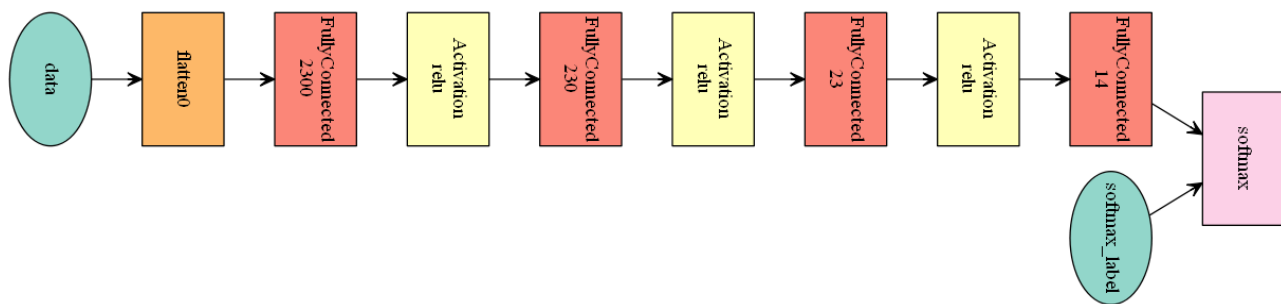 data
flatten0
FullyConnected
2300
Activation
relu
FullyConnected
230
Activation
relu
FullyConnected
23
Activation
relu
FullyConnected
14
softmax_label
softmax